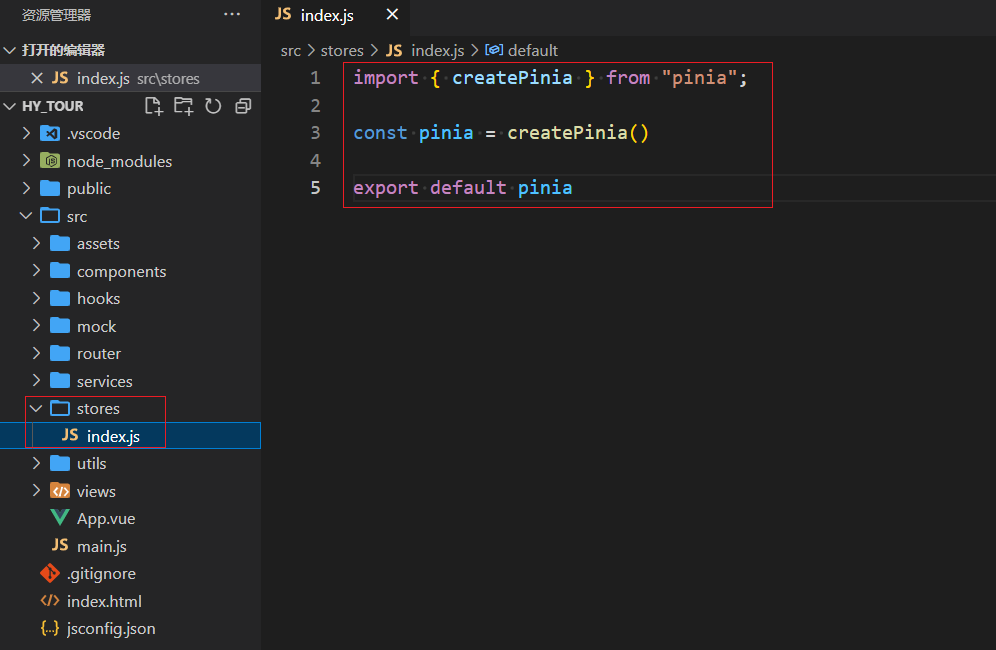 资源管理器 ···
打开的编辑器
JS index.js src\stores
HY_TOUR
.vscode
node_modules
public
src
assets
components
hooks
mock
router
services
stores
JS index.js
utils
views
App.vue
JS main.js
.gitignore
index.html
{..} jsconfig.json
JS index.js
src > stores > JS index.js > default
1 import { createPinia } from "pinia";
2
3 const pinia = createPinia()
4
5 export default pinia